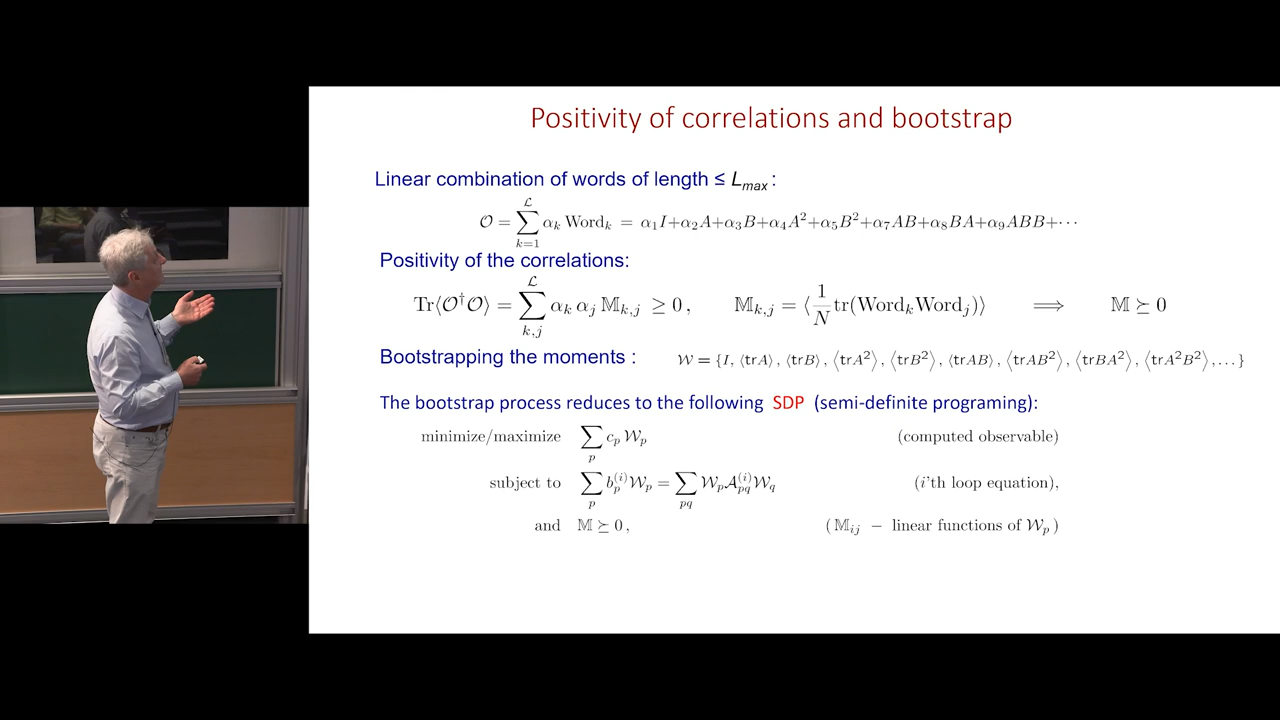 Positivity of correlations and bootstrap
Linear combination of words of length ≤ L_max :
𝒪 = ∑_{k=1}^{ℒ} α_k Word_k = α_1 I+α_2 A+α_3 B+α_4 A^2+α_5 B^2+α_7 AB+α_8 BA+α_9 ABB+⋯
Positivity of the correlations:
Tr⟨𝒪^†𝒪⟩ = ∑_{k,j}^{ℒ} α_k α_j 𝕄_{k,j} ≥ 0 , 𝕄_{k,j} = ⟨\frac{1}{N} tr(Word_k Word_j)⟩ ⟹ 𝕄 ⪰ 0
Bootstrapping the moments : 𝒲 = {I, ⟨trA⟩, ⟨trB⟩, ⟨trA^2⟩, ⟨trB^2⟩, ⟨trAB⟩, ⟨trAB^2⟩, ⟨trBA^2⟩, ⟨trA^2B^2⟩,...}
The bootstrap process reduces to the following SDP (semi-definite programing):
minimize/maximize ∑_p c_p 𝒲_p (computed observable)
subject to ∑_p b_p^{(i)} 𝒲_p = ∑_{pq} 𝒲_p 𝒜_{pq}^{(i)} 𝒲_q (i'th loop equation),
and 𝕄 ⪰ 0 , ( 𝕄_{ij} − linear functions of 𝒲_p )